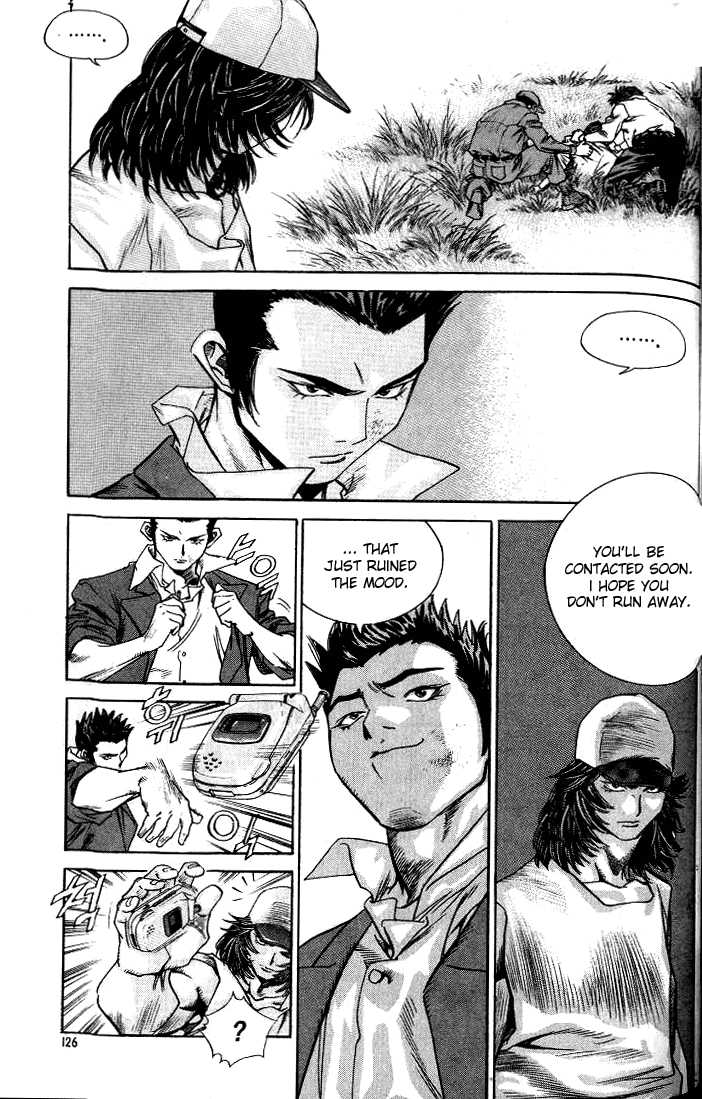 .......
.......
YOU'LL BE
CONTACTED SOON.
I HOPE YOU
DON'T RUN AWAY.
... THAT
JUST RUINED
THE MOOD.
?
126